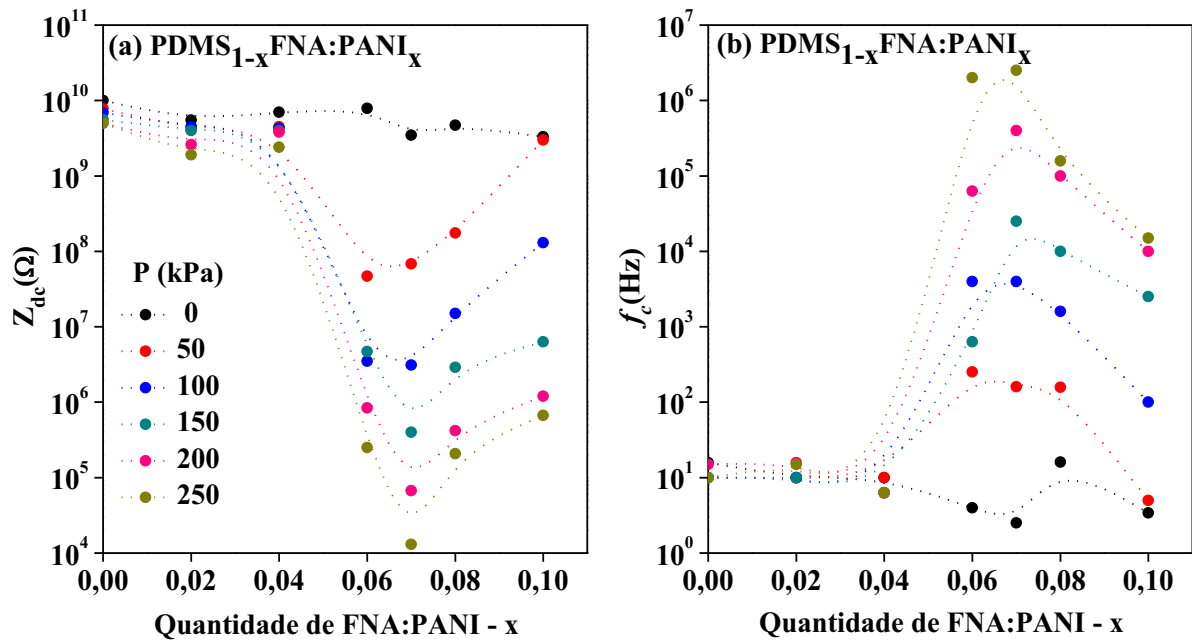 (a) PDMS1-xFNA:PANIx
10^11
10^10
10^9
10^8
10^7
10^6
10^5
10^4
Zdc(Ω)
P (kPa)
0
50
100
150
200
250
0,00 0,02 0,04 0,06 0,08 0,10
Quantidade de FNA:PANI - x
(b) PDMS1-xFNA:PANIx
10^7
10^6
10^5
10^4
10^3
10^2
10^1
10^0
fc(Hz)
0,00 0,02 0,04 0,06 0,08 0,10
Quantidade de FNA:PANI - x